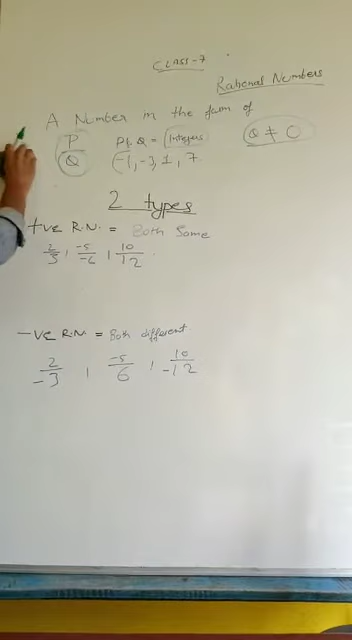 Class-7
Rational Numbers
A Number in the form of
P/Q P & Q = Integers Q ≠ 0
(-1, -3, 1, 7
2 types
+ve R.N. = Both Same
2/3, -5/-6, 10/12.
-ve R.N = Both different
2/-3, -5/6, 10/-12